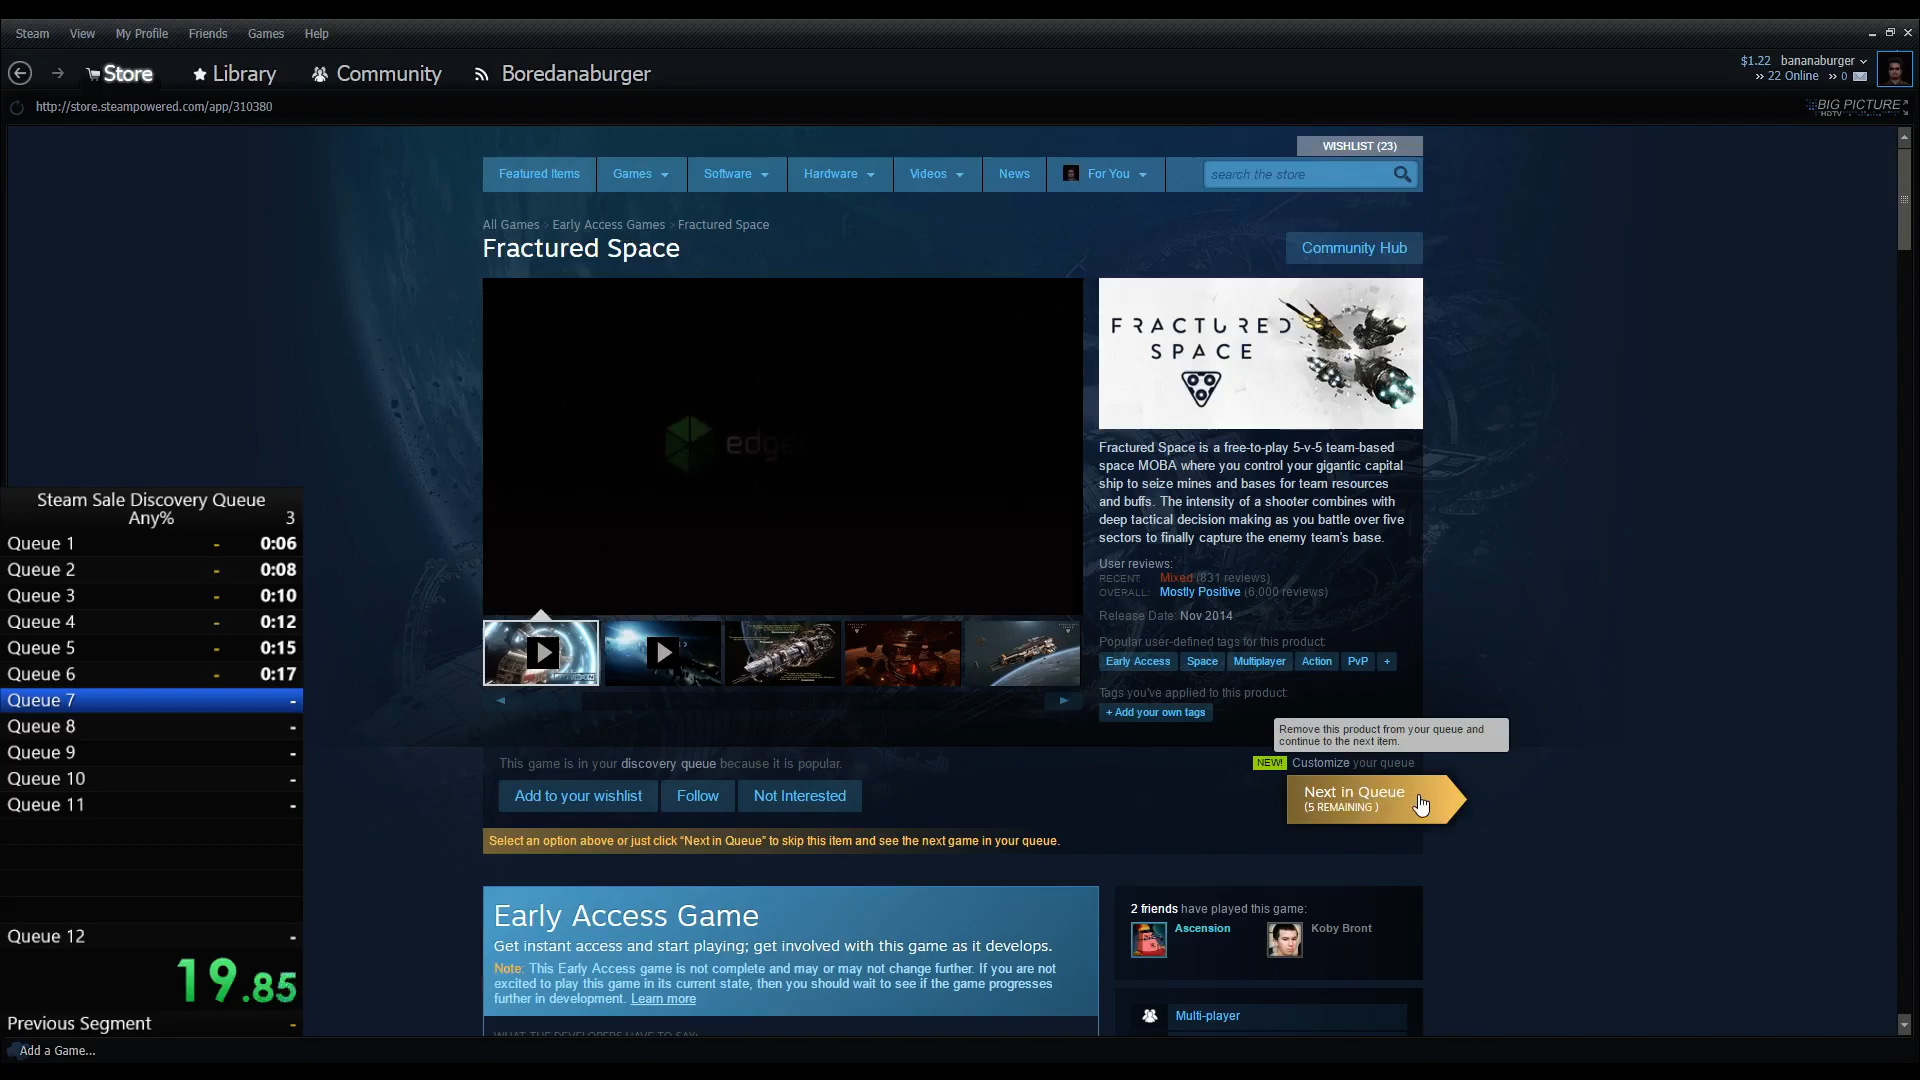 Steam View My Profile Friends Games Help
Store Library Community Boredanaburger
$1.22 bananaburger
» 22 Online » 0
http://store.steampowered.com/app/310380
BIG PICTURE
HDTV
WISHLIST (23)
Featured Items Games Software Hardware Videos News For You search the store
All Games > Early Access Games > Fractured Space
Fractured Space
Community Hub
edge
FRACTURED
SPACE
Fractured Space is a free-to-play 5-v-5 team-based
space MOBA where you control your gigantic capital
ship to seize mines and bases for team resources
and buffs. The intensity of a shooter combines with
deep tactical decision making as you battle over five
sectors to finally capture the enemy team's base.
User reviews:
RECENT: Mixed (831 reviews)
OVERALL: Mostly Positive (6,000 reviews)
Release Date: Nov 2014
Popular user-defined tags for this product:
Early Access Space Multiplayer Action PvP +
Tags you've applied to this product:
+ Add your own tags
Remove this product from your queue and
continue to the next item.
This game is in your discovery queue because it is popular.
NEW! Customize your queue
Add to your wishlist Follow Not Interested
Next in Queue
(5 REMAINING )
Select an option above or just click “Next in Queue” to skip this item and see the next game in your queue.
Early Access Game
Get instant access and start playing; get involved with this game as it develops.
Note: This Early Access game is not complete and may or may not change further. If you are not
excited to play this game in its current state, then you should wait to see if the game progresses
further in development. Learn more
WHAT THE DEVELOPERS HAVE TO SAY:
2 friends have played this game:
Ascension Koby Bront
Multi-player
Steam Sale Discovery Queue
Any% 3
Queue 1 - 0:06
Queue 2 - 0:08
Queue 3 - 0:10
Queue 4 - 0:12
Queue 5 - 0:15
Queue 6 - 0:17
Queue 7 -
Queue 8 -
Queue 9 -
Queue 10 -
Queue 11 -
Queue 12 -
19.85
Previous Segment -
Add a Game...